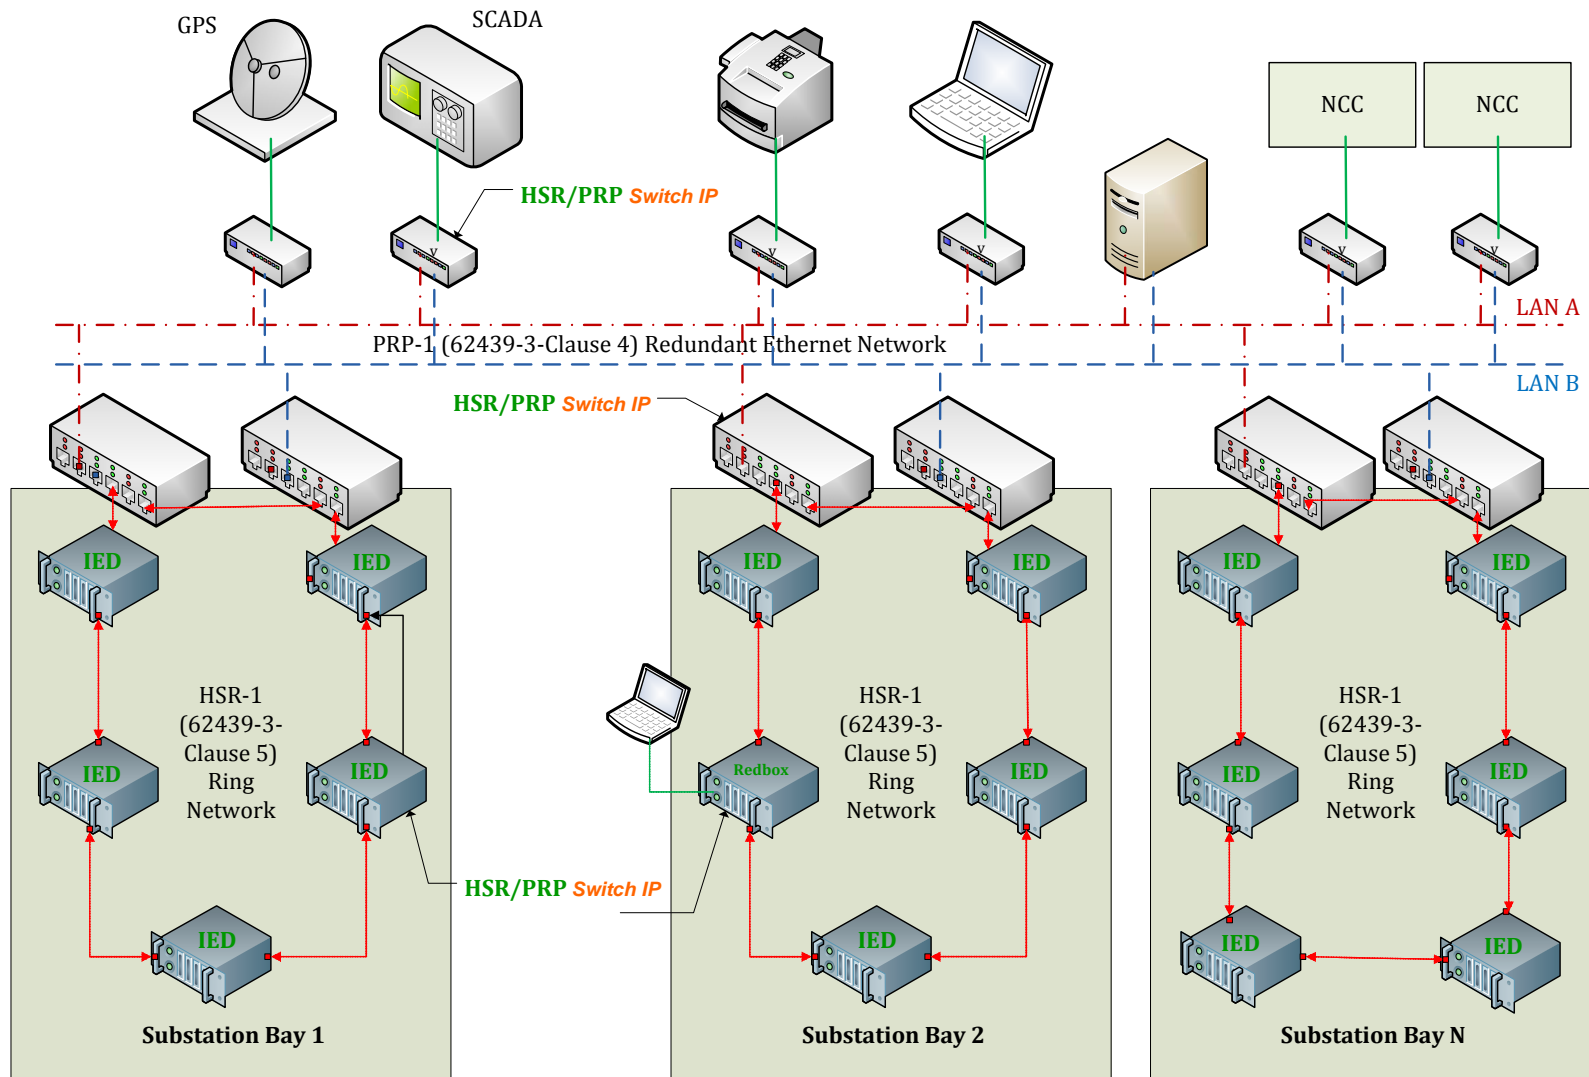 GPS
SCADA
NCC
NCC
HSR/PRP Switch IP
V
V
V
V
V
LAN A
PRP-1 (62439-3-Clause 4) Redundant Ethernet Network
LAN B
HSR/PRP Switch IP
IED
IED
IED
IED
IED
IED
HSR-1
(62439-3-
Clause 5)
Ring
Network
HSR-1
(62439-3-
Clause 5)
Ring
Network
HSR-1
(62439-3-
Clause 5)
Ring
Network
IED
IED
Redbox
IED
IED
IED
HSR/PRP Switch IP
IED
IED
IED
IED
Substation Bay 1
Substation Bay 2
Substation Bay N